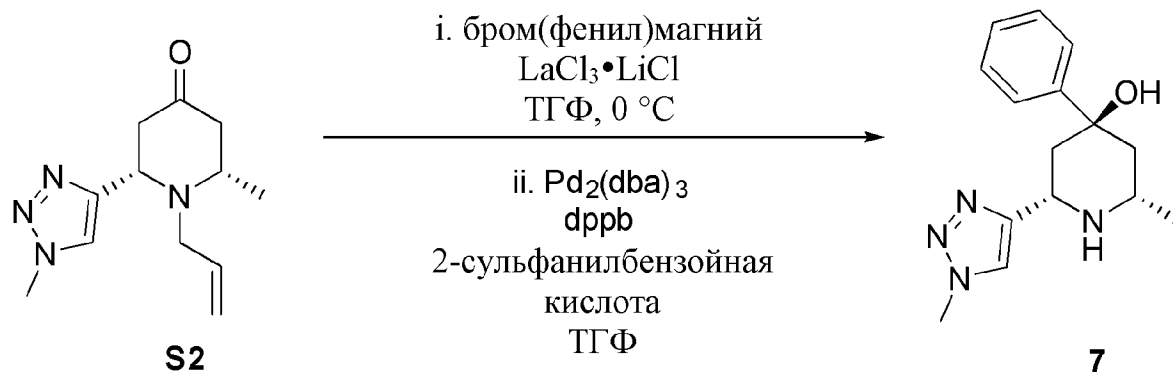 i. бром(фенил)магний
LaCl3•LiCl
ТГФ, 0 °C
ii. Pd2(dba)3
dppb
2-сульфанилбензойная
кислота
ТГФ
O
N
N
N
N
S2
OH
N
N
N
N
H
7